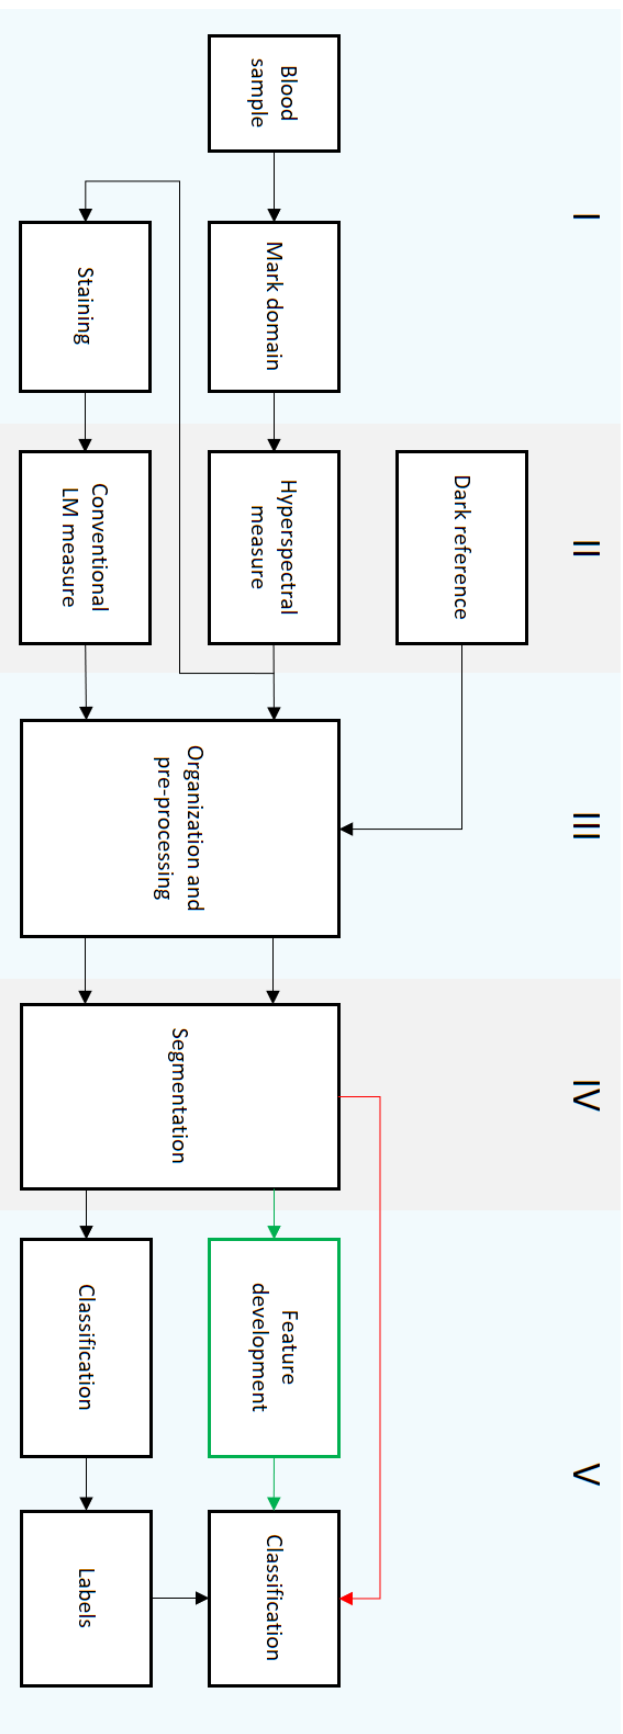 I
II
III
IV
V
Dark reference
Blood
sample
Mark domain
Hyperspectral
measure
Organization and
pre-processing
Segmentation
Feature
development
Classification
Staining
Conventional
LM measure
Classification
Labels